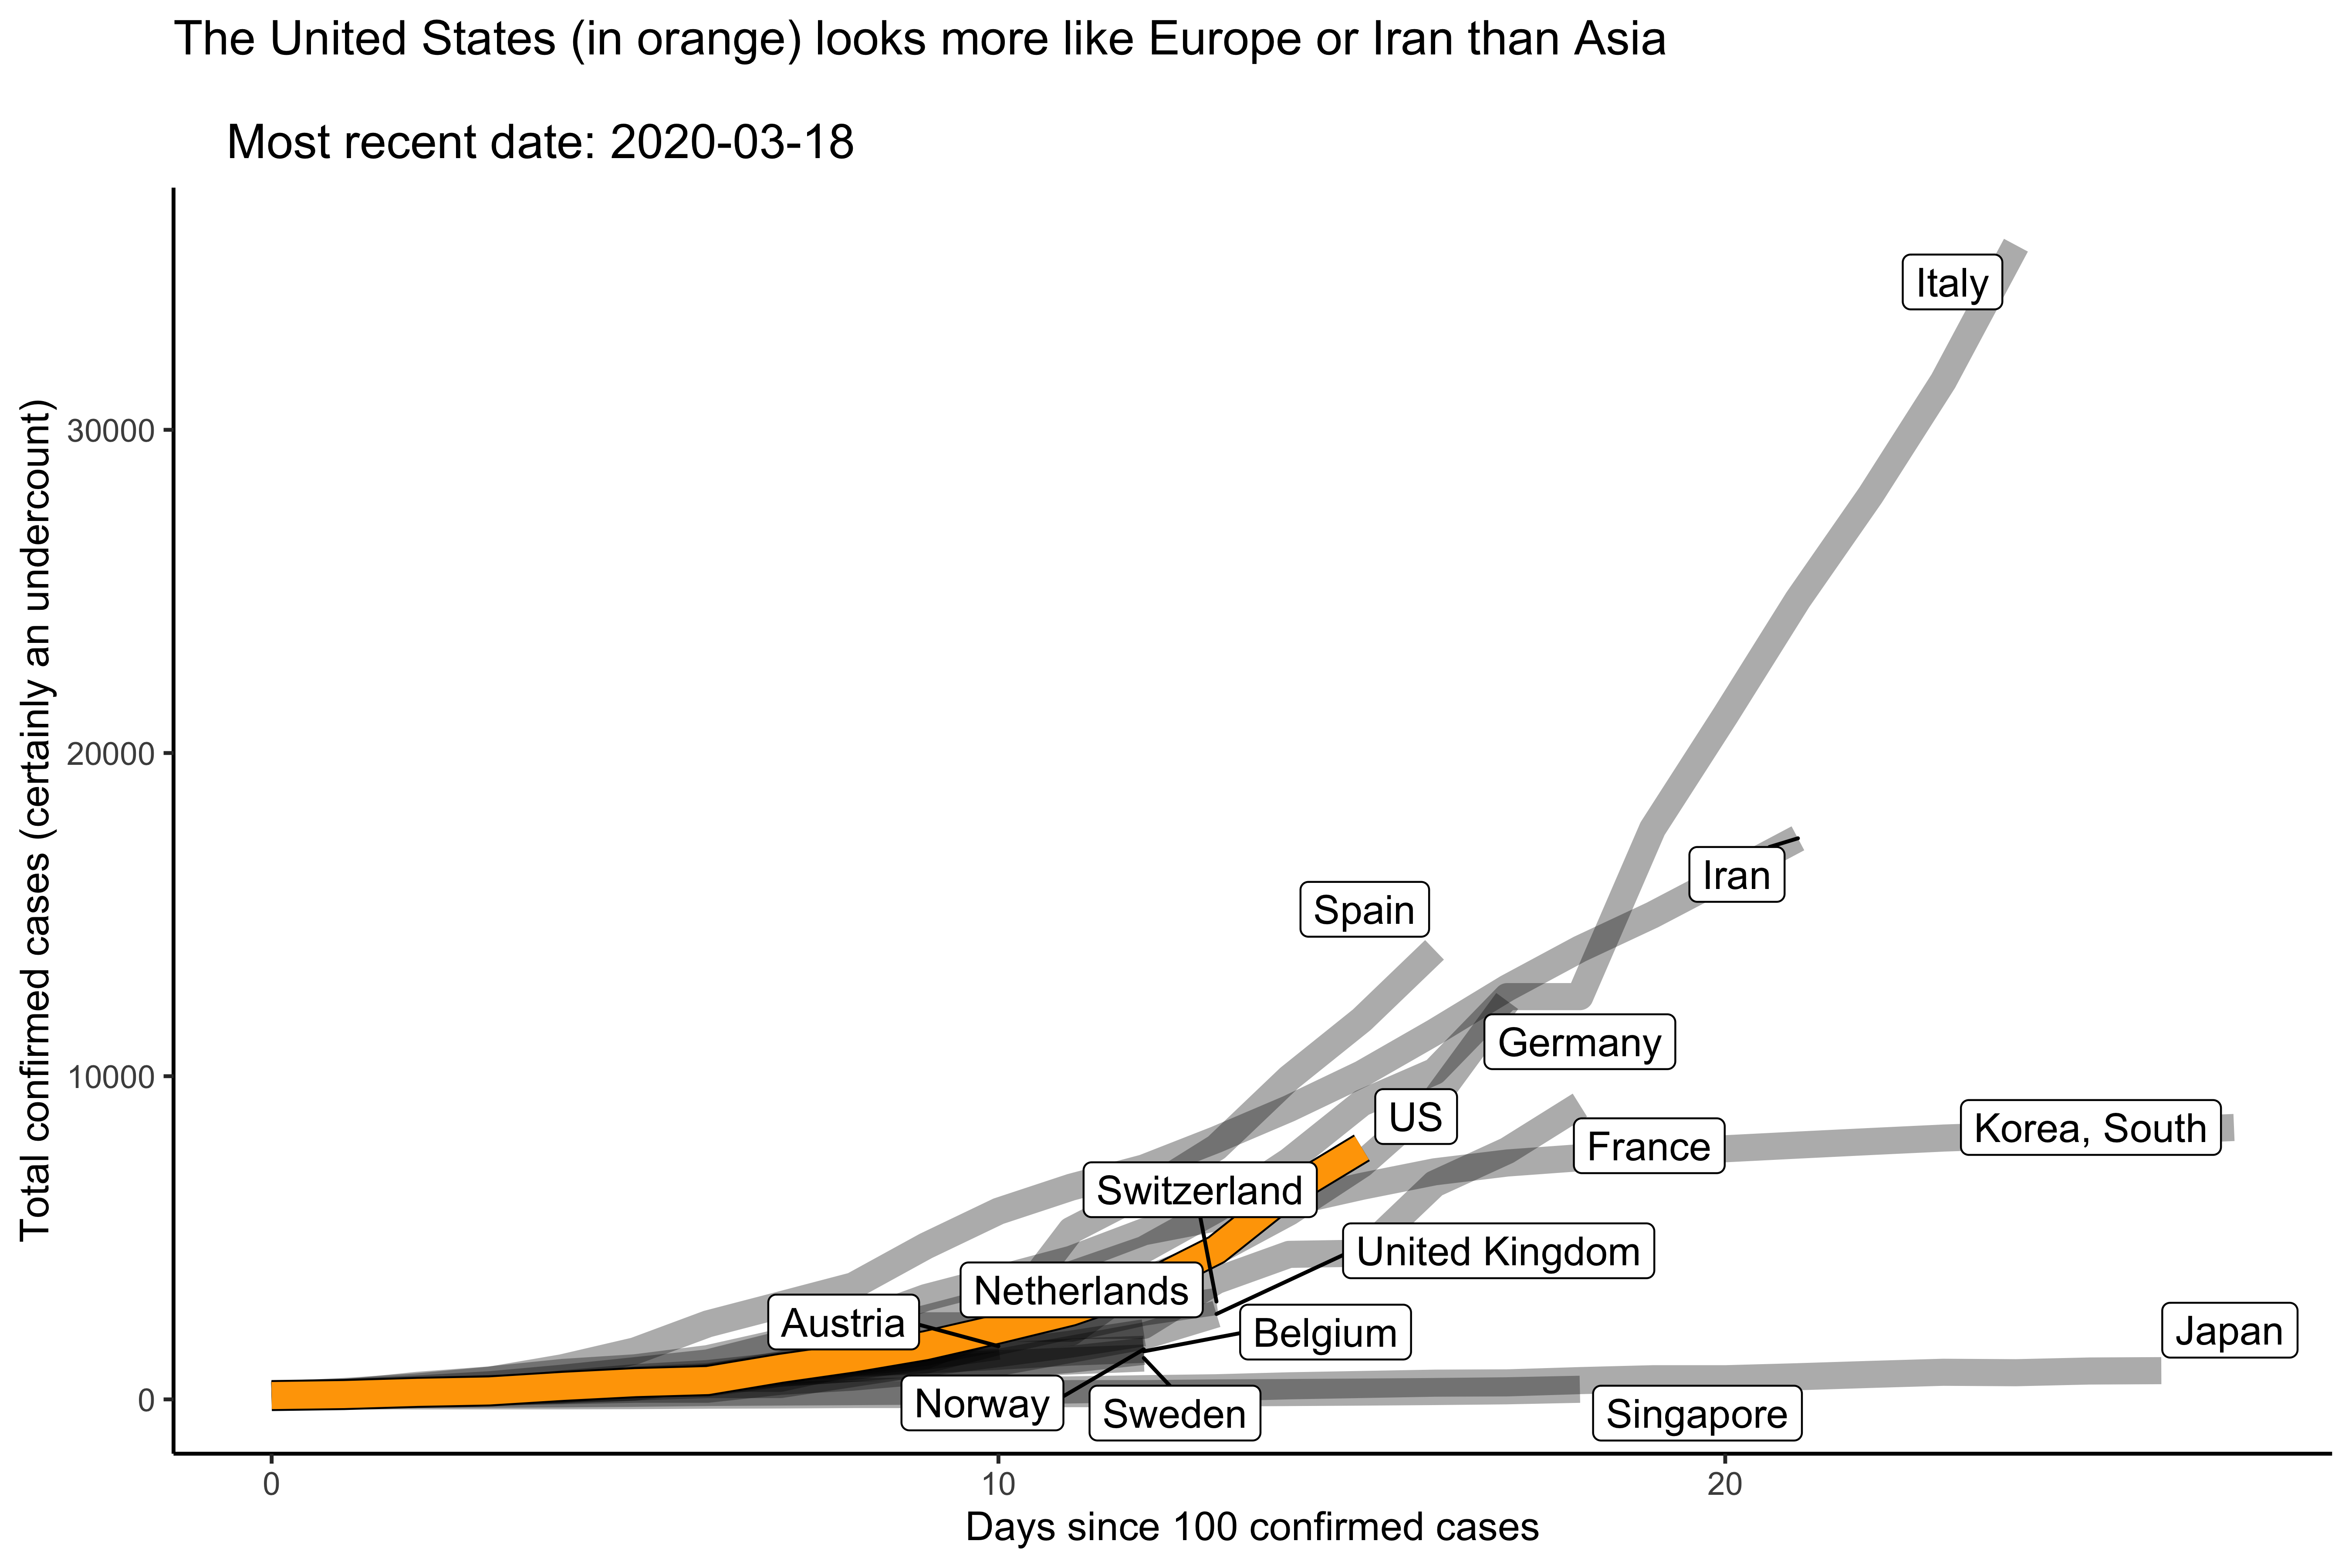 The United States (in orange) looks more like Europe or Iran than Asia
Most recent date: 2020-03-18
Total confirmed cases (certainly an undercount)
30000
20000
10000
0
Italy
Iran
Spain
Germany
US
France
Korea, South
Switzerland
United Kingdom
Netherlands
Austria
Belgium
Japan
Norway
Sweden
Singapore
0
10
20
Days since 100 confirmed cases